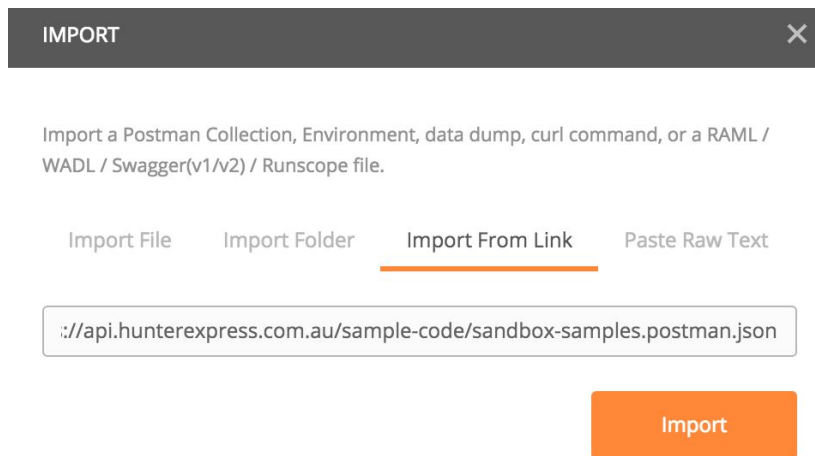 IMPORT
Import a Postman Collection, Environment, data dump, curl command, or a RAML /
WADL / Swagger(v1/v2) / Runscope file.
Import File Import Folder Import From Link Paste Raw Text
://api.hunterexpress.com.au/sample-code/sandbox-samples.postman.json
Import